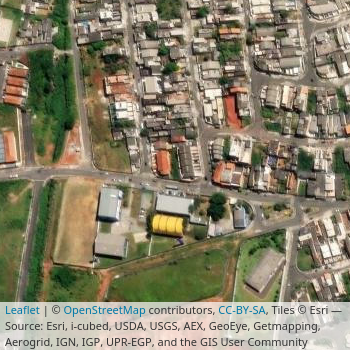 Leaflet | © OpenStreetMap contributors, CC-BY-SA, Tiles © Esri —
Source: Esri, i-cubed, USDA, USGS, AEX, GeoEye, Getmapping,
Aerogrid, IGN, IGP, UPR-EGP, and the GIS User Community